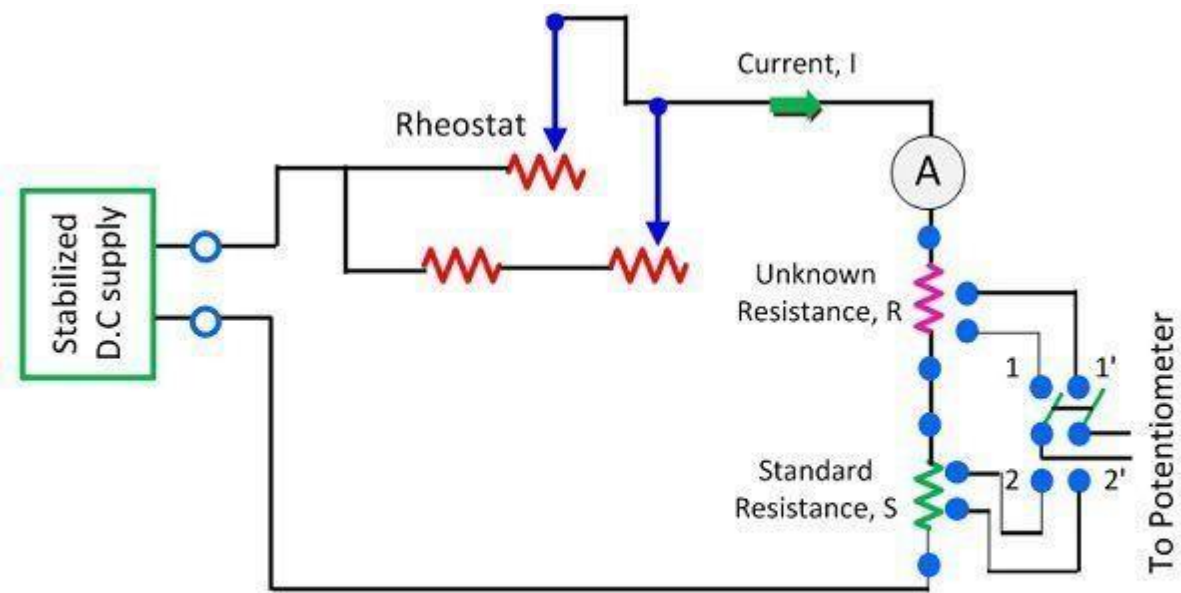 Current, I
Rheostat
A
Stabilized
D.C supply
Unknown
Resistance, R
1
1'
Standard
Resistance, S
2
2'
To Potentiometer